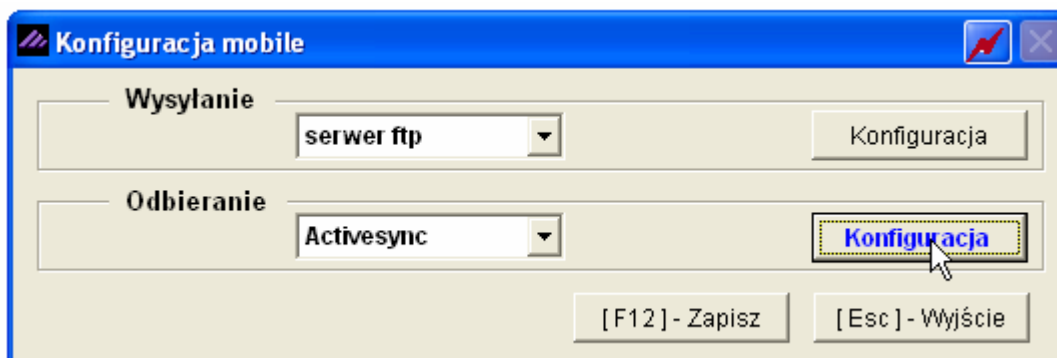 Konfiguracja mobile
Wysyłanie
serwer ftp
Konfiguracja
Odbieranie
Activesync
Konfiguracja
[ F12 ] - Zapisz
[ Esc ] - Wyjście